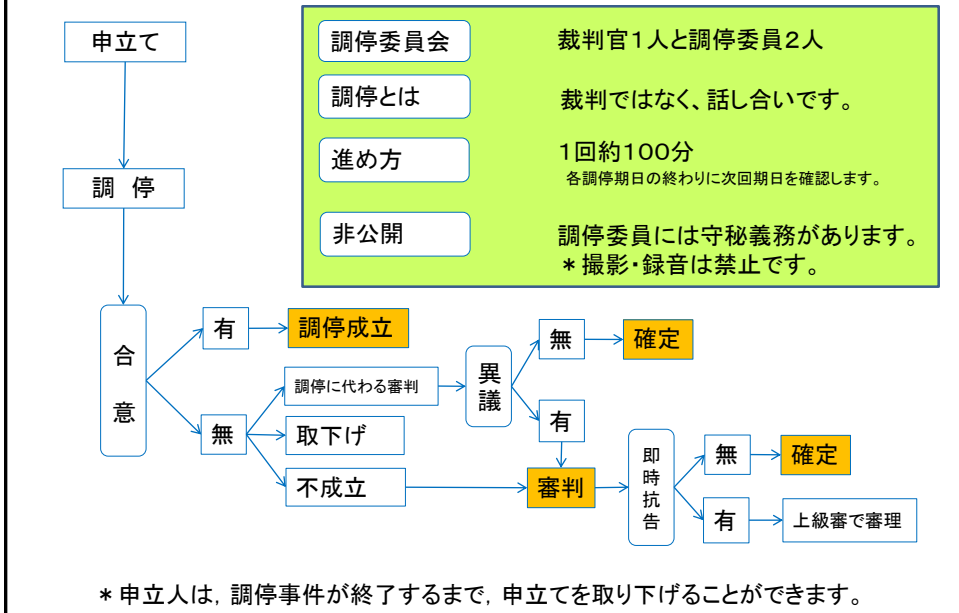 申立て
調停委員会
裁判官1人と調停委員2人
調停とは
裁判ではなく、話し合いです。
進め方
1回約100分
各調停期日の終わりに次回期日を確認します。
調 停
非公開
調停委員には守秘義務があります。
＊撮影・録音は禁止です。
合意
有
調停成立
無
調停に代わる審判
取下げ
不成立
異議
無
確定
有
審判
即時抗告
無
確定
有
上級審で審理
＊申立人は，調停事件が終了するまで，申立てを取り下げることができます。